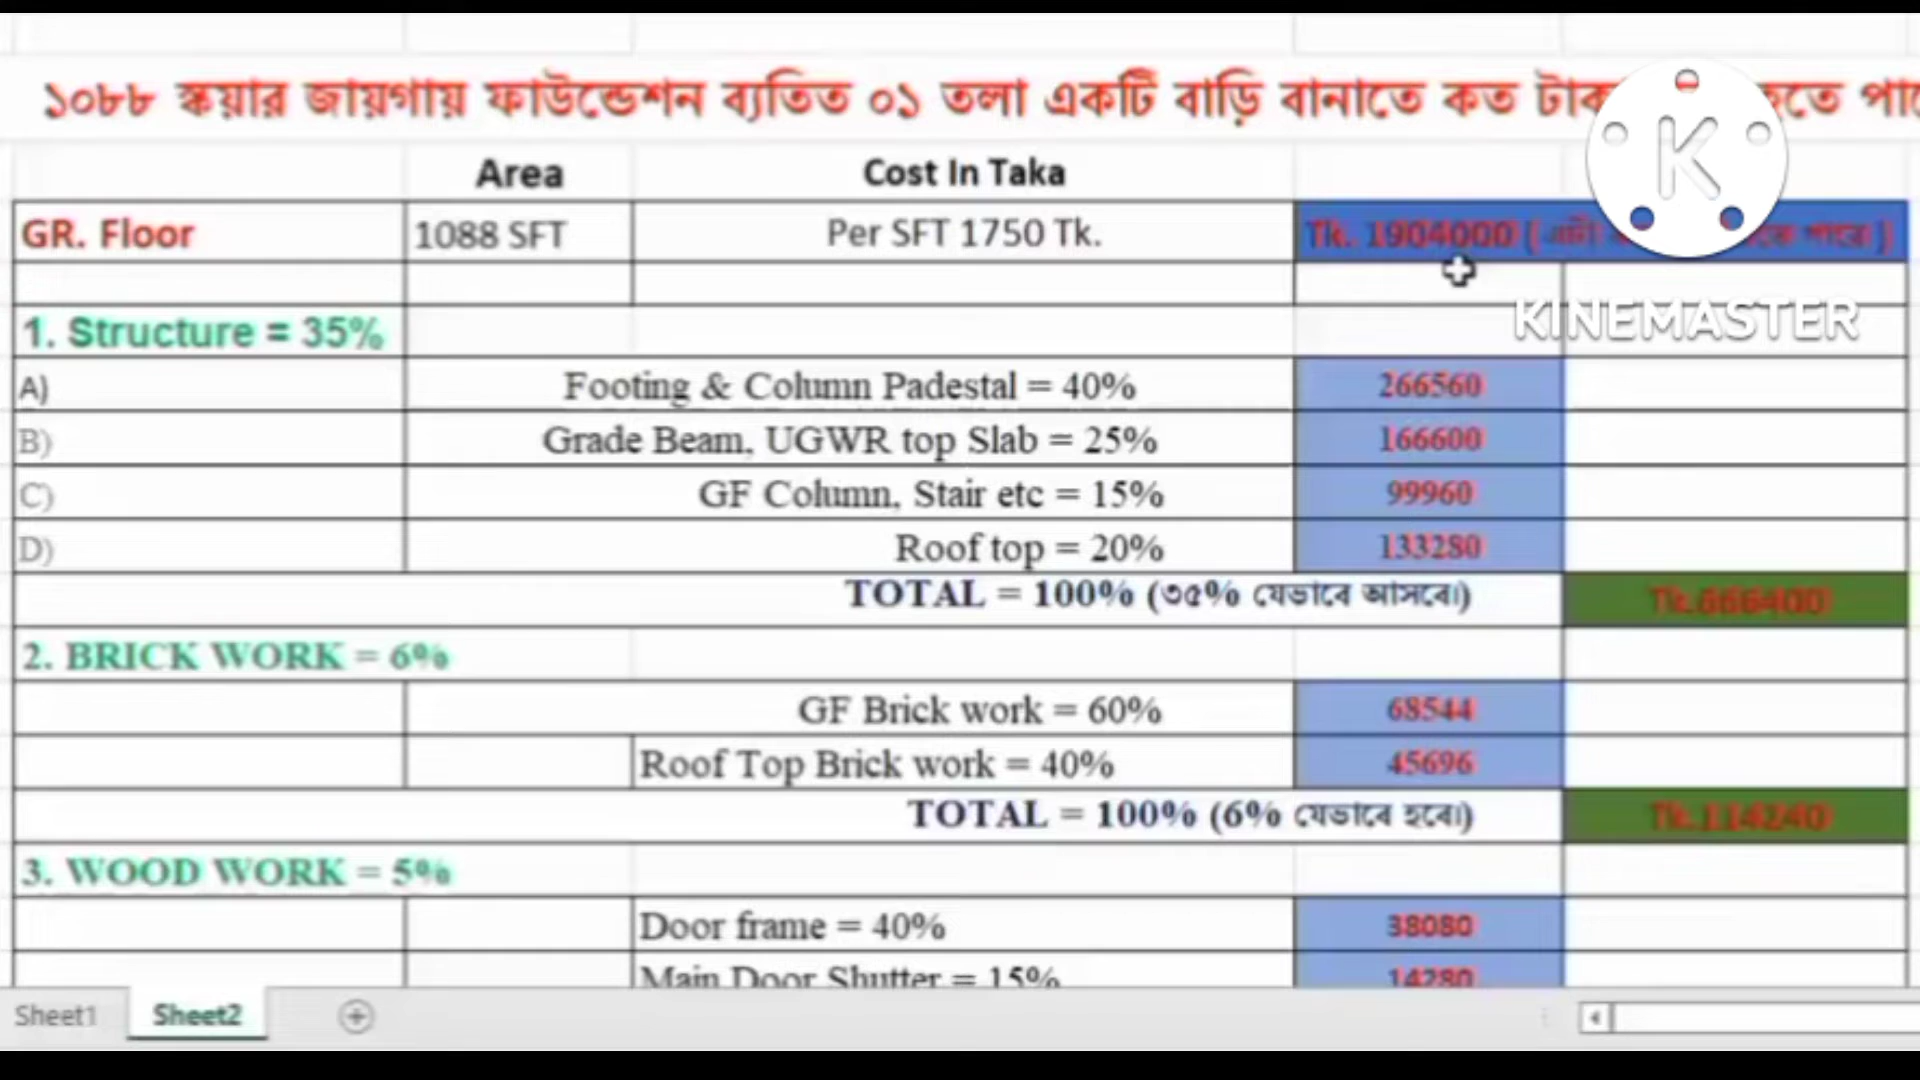 ১০৮৮ স্কয়ার জায়গায় ফাউন্ডেশন ব্যতিত ০১ তলা একটি বাড়ি বানাতে কত
Area Cost In Taka
GR. Floor 1088 SFT Per SFT 1750 Tk. Tk. 1904000 ( এটা পারে )
KINEMASTER
1. Structure = 35%
A) Footing & Column Padestal = 40% 266560
B) Grade Beam, UGWR top Slab = 25% 166600
C) GF Column, Stair etc = 15% 99960
D) Roof top = 20% 133280
TOTAL = 100% (৩৫% যেভাবে আসবে।) Tk.666400
2. BRICK WORK = 6%
GF Brick work = 60% 68544
Roof Top Brick work = 40% 45696
TOTAL = 100% (6% যেভাবে হবে।) Tk.114240
3. WOOD WORK = 5%
Door frame = 40% 38080
Main Door Shutter = 15% 14280
Sheet1 Sheet2